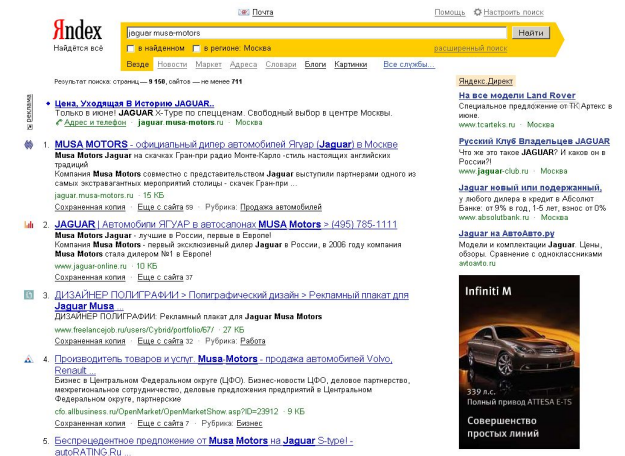 Почта
Помощь
Настроить поиск
Яndex
Найдётся всё
jaguar musa-motors
Найти
в найденном
в регионе: Москва
расширенный поиск
Везде Новости Маркет Адреса Словари Блоги Картинки Все службы...
Результат поиска: страниц — 9 150, сайтов — не менее 711
реклама
Цена, Уходящая В Историю JAGUAR..
Только в июне! JAGUAR X-Type по спецценам. Свободный выбор в центре Москвы.
Адрес и телефон · jaguar.musa-motors.ru · Москва
1. MUSA MOTORS - официальный дилер автомобилей Ягуар (Jaguar) в Москве
Musa Motors Jaguar на скачках Гран-при радио Монте-Карло -стиль настоящих английских
традиций
Компания Musa Motors совместно с представительством Jaguar выступили партнерами одного из
самых экстравагантных мероприятий столицы - скачек Гран-при ...
jaguar.musa-motors.ru · 15 КБ
Сохраненная копия · Еще с сайта 59 · Рубрика: Продажа автомобилей
2. JAGUAR | Автомобили ЯГУАР в автосалонах MUSA Motors > (495) 785-1111
Musa Motors Jaguar - лучшие в России, первые в Европе!
Компания Musa Motors - первый эксклюзивный дилер Jaguar в России, в 2006 году компания
Musa Motors стала дилером №1 в Европе!
www.jaguar-online.ru · 10 КБ
Сохраненная копия · Еще с сайта 37
3. ДИЗАЙНЕР ПОЛИГРАФИИ > Полиграфический дизайн > Рекламный плакат для
Jaguar Musa ...
ДИЗАЙНЕР ПОЛИГРАФИИ: Рекламный плакат для Jaguar Musa Motors
www.freelancejob.ru/users/Cybrid/portfolio/67/ · 27 КБ
Сохраненная копия · Еще с сайта 32 · Рубрика: Работа
4. Производитель товаров и услуг. Musa-Motors - продажа автомобилей Volvo,
Renault ...
Бизнес в Центральном Федеральном округе (ЦФО). Бизнес-новости ЦФО, деловое партнерство,
межрегиональное сотрудничество, деловые предложения предприятий в Центральном
Федеральном округе, партнерские
cfo.allbusiness.ru/OpenMarket/OpenMarketShow.asp?ID=23912 · 9 КБ
Сохраненная копия · Еще с сайта 7 · Рубрика: Бизнес
5. Беспрецедентное предложение от Musa Motors на Jaguar S-type! -
autoRATING.Ru ...
Яндекс.Директ
На все модели Land Rover
Специальное предложение от ТК Артекс в
июне.
www.tcarteks.ru · Москва
Русский Клуб Владельцев JAGUAR
Что же это такое JAGUAR? И каков он в
России?!
www.jaguar-club.ru · Москва
Jaguar новый или подержанный,
у любого дилера в кредит в Абсолют
Банке: от 9% в год, 1-5 лет, взнос от 0%
www.absolutbank.ru · Москва
Jaguar на АвтоАвто.ру
Модели и комплектации Jaguar. Цены,
обзоры. Сравнение с одноклассниками
avtoavto.ru
Infiniti M
339 л.с.
Полный привод ATTESA E-TS
Совершенство
простых линий